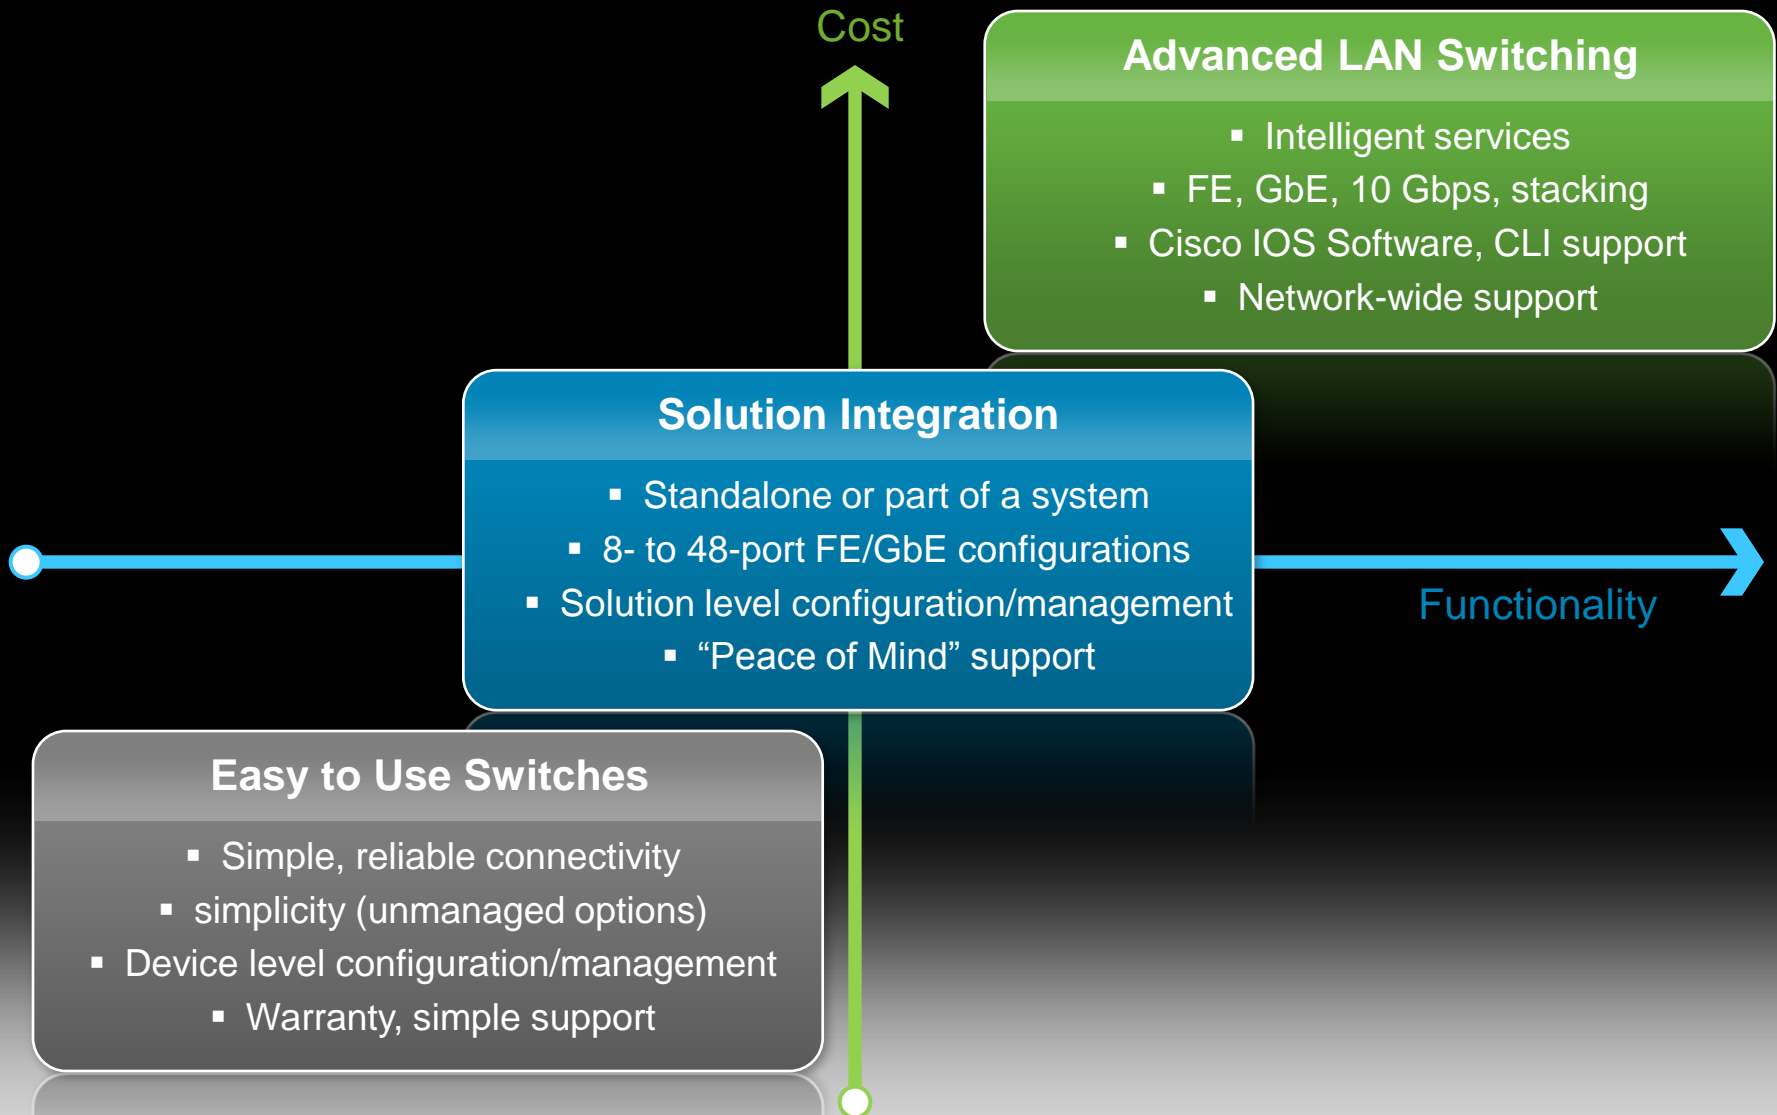 Cost
Advanced LAN Switching
▪ Intelligent services
▪ FE, GbE, 10 Gbps, stacking
▪ Cisco IOS Software, CLI support
▪ Network-wide support
Solution Integration
▪ Standalone or part of a system
▪ 8- to 48-port FE/GbE configurations
▪ Solution level configuration/management
▪ “Peace of Mind” support
Functionality
Easy to Use Switches
▪ Simple, reliable connectivity
▪ simplicity (unmanaged options)
▪ Device level configuration/management
▪ Warranty, simple support